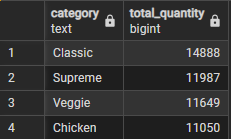 category total_quantity
text bigint
1 Classic 14888
2 Supreme 11987
3 Veggie 11649
4 Chicken 11050